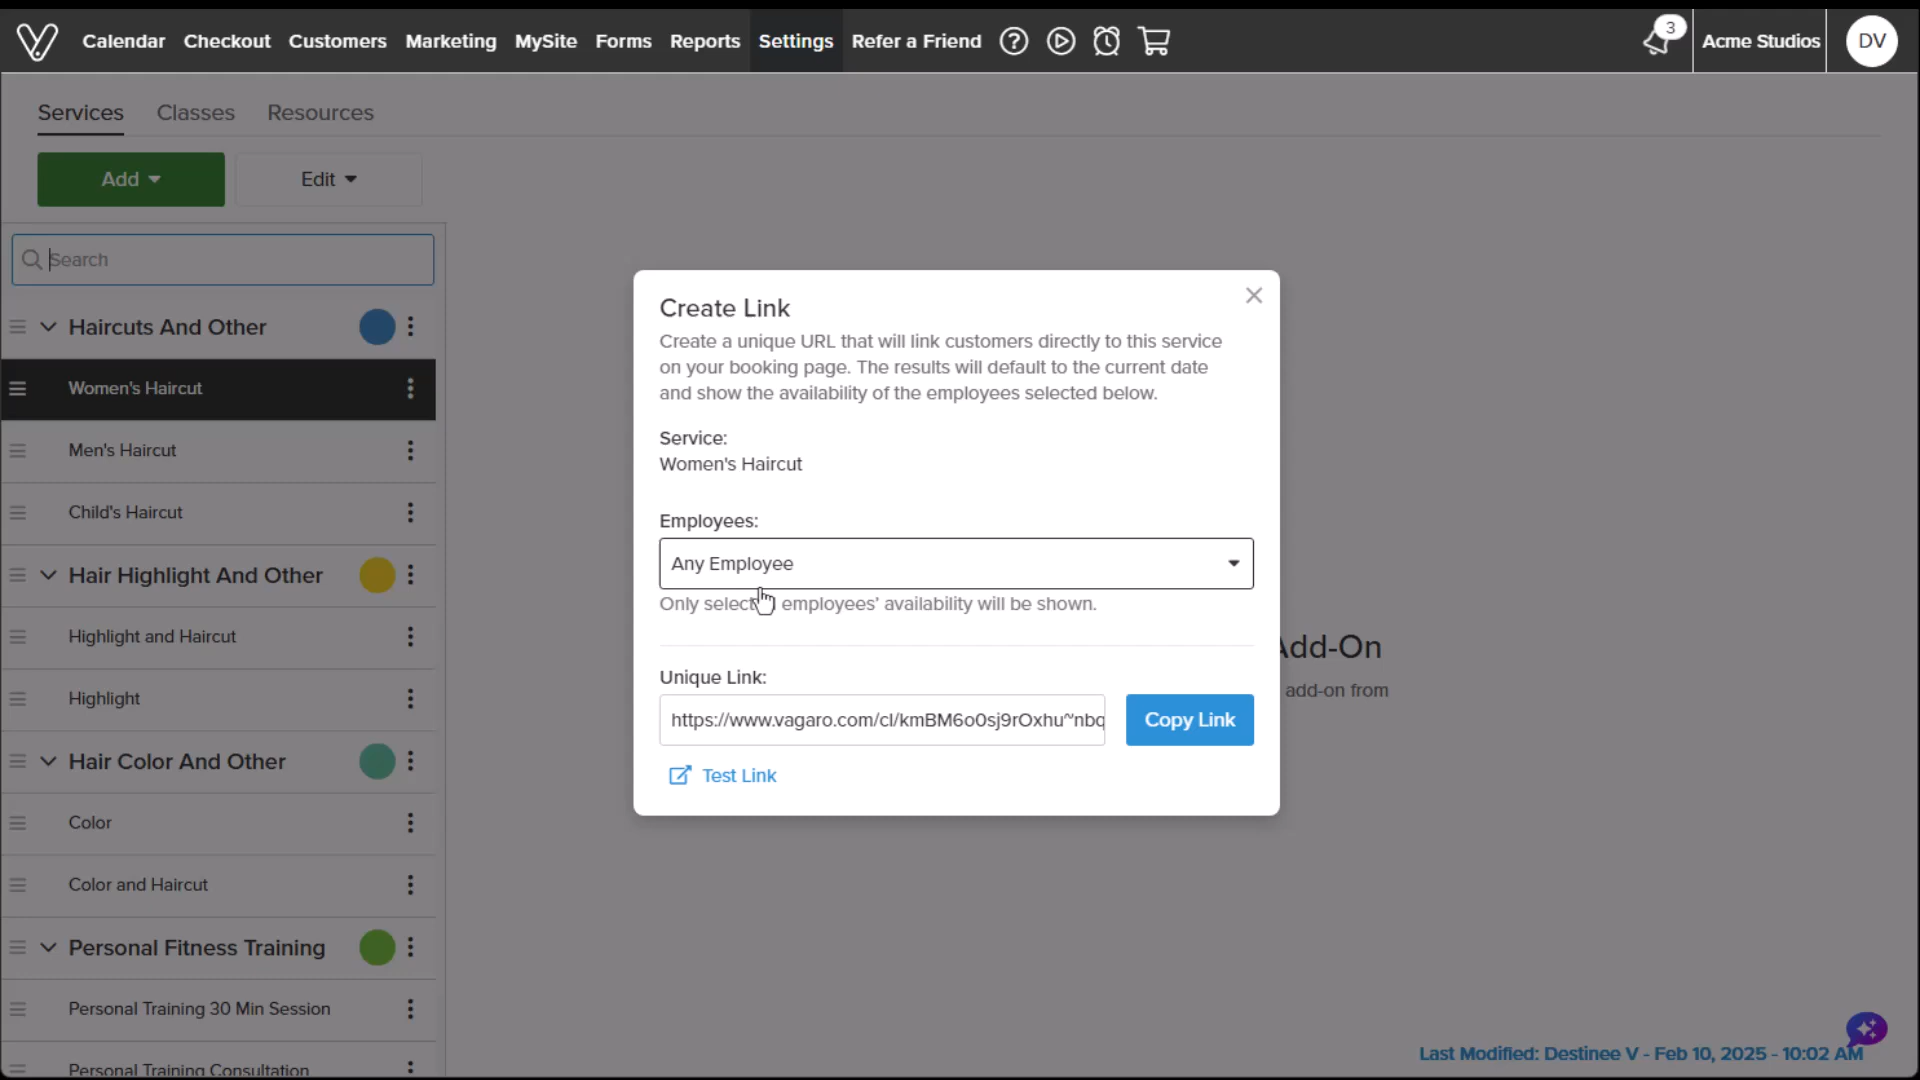 Calendar Checkout Customers Marketing MySite Forms Reports Settings Refer a Friend 3 Acme Studios DV
Services Classes Resources
Add Edit
Search
Haircuts And Other
Women's Haircut
Men's Haircut
Child's Haircut
Hair Highlight And Other
Highlight and Haircut
Highlight
Hair Color And Other
Color
Color and Haircut
Personal Fitness Training
Personal Training 30 Min Session
Personal Training Consultation
Create Link
Create a unique URL that will link customers directly to this service
on your booking page. The results will default to the current date
and show the availability of the employees selected below.
Service:
Women's Haircut
Employees:
Any Employee
Only select employees’ availability will be shown.
Unique Link:
https://www.vagaro.com/cl/kmBM6o0sj9rOxhu~nbq
Copy Link
Test Link
Add-On
add-on from
Last Modified: Destinee V - Feb 10, 2025 - 10:02 AM